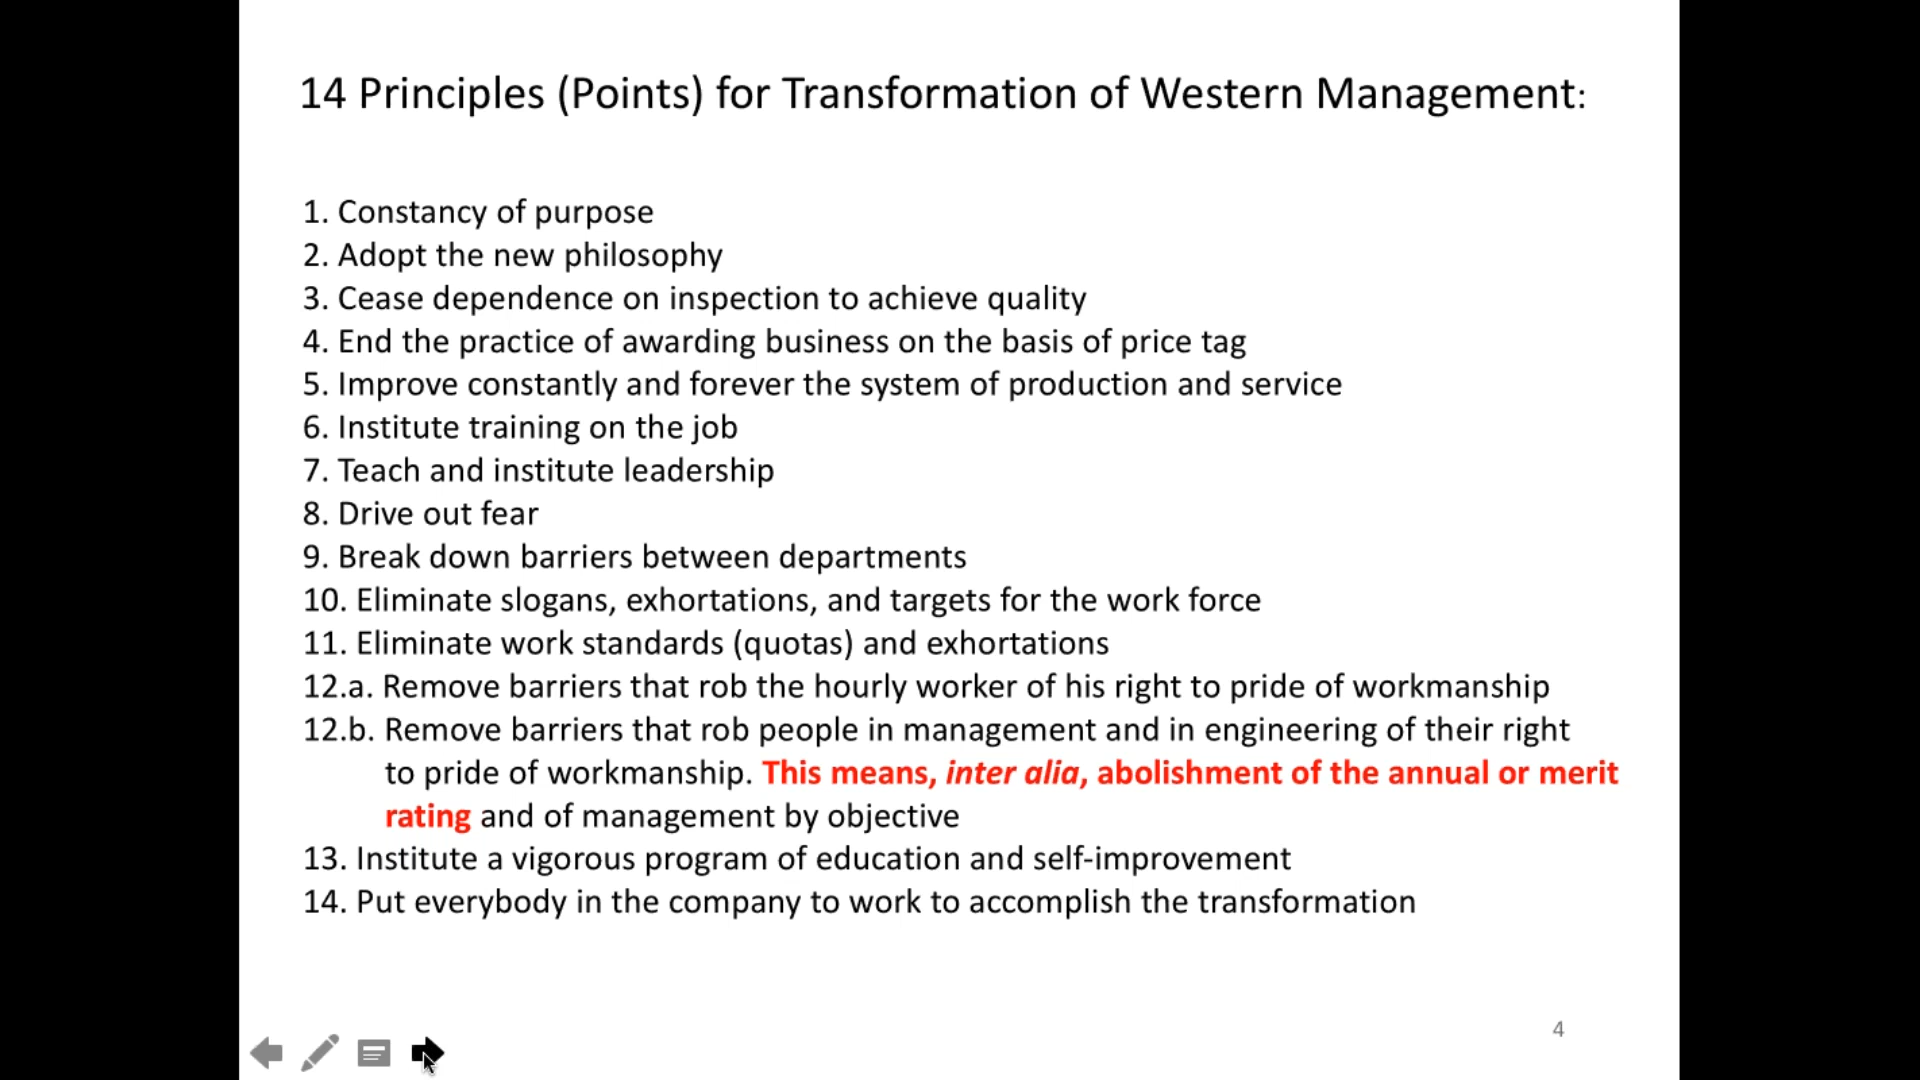 14 Principles (Points) for Transformation of Western Management:
1. Constancy of purpose
2. Adopt the new philosophy
3. Cease dependence on inspection to achieve quality
4. End the practice of awarding business on the basis of price tag
5. Improve constantly and forever the system of production and service
6. Institute training on the job
7. Teach and institute leadership
8. Drive out fear
9. Break down barriers between departments
10. Eliminate slogans, exhortations, and targets for the work force
11. Eliminate work standards (quotas) and exhortations
12.a. Remove barriers that rob the hourly worker of his right to pride of workmanship
12.b. Remove barriers that rob people in management and in engineering of their right
to pride of workmanship. This means, inter alia, abolishment of the annual or merit
rating and of management by objective
13. Institute a vigorous program of education and self-improvement
14. Put everybody in the company to work to accomplish the transformation
4